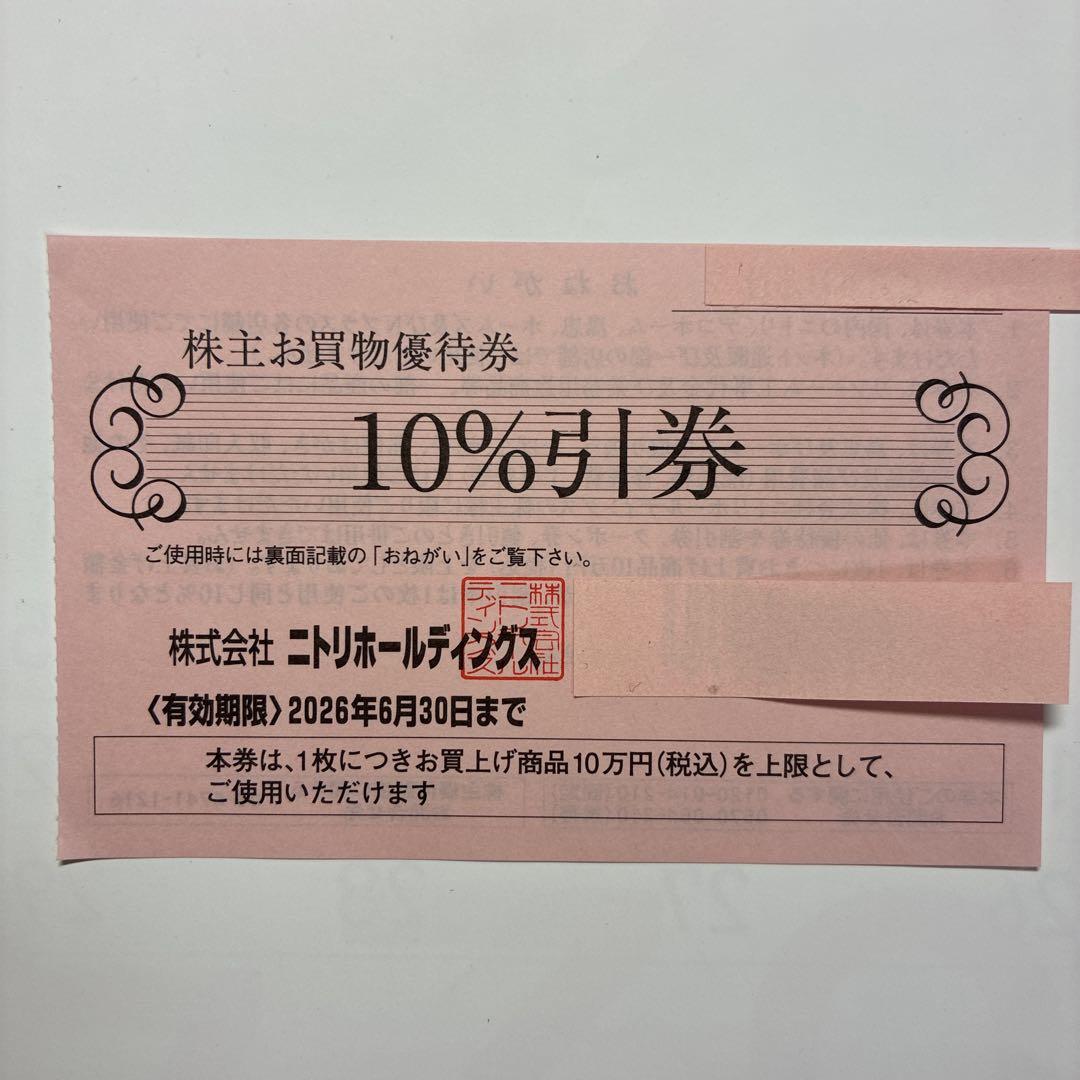 株主お買物優待券
10%引券
ご使用時には裏面記載の「おねがい」をご覧下さい。
株式会社 ニトリホールディングス
〈有効期限〉2026年6月30日まで
本券は、1枚につきお買上げ商品10万円(税込)を上限として、
ご使用いただけます